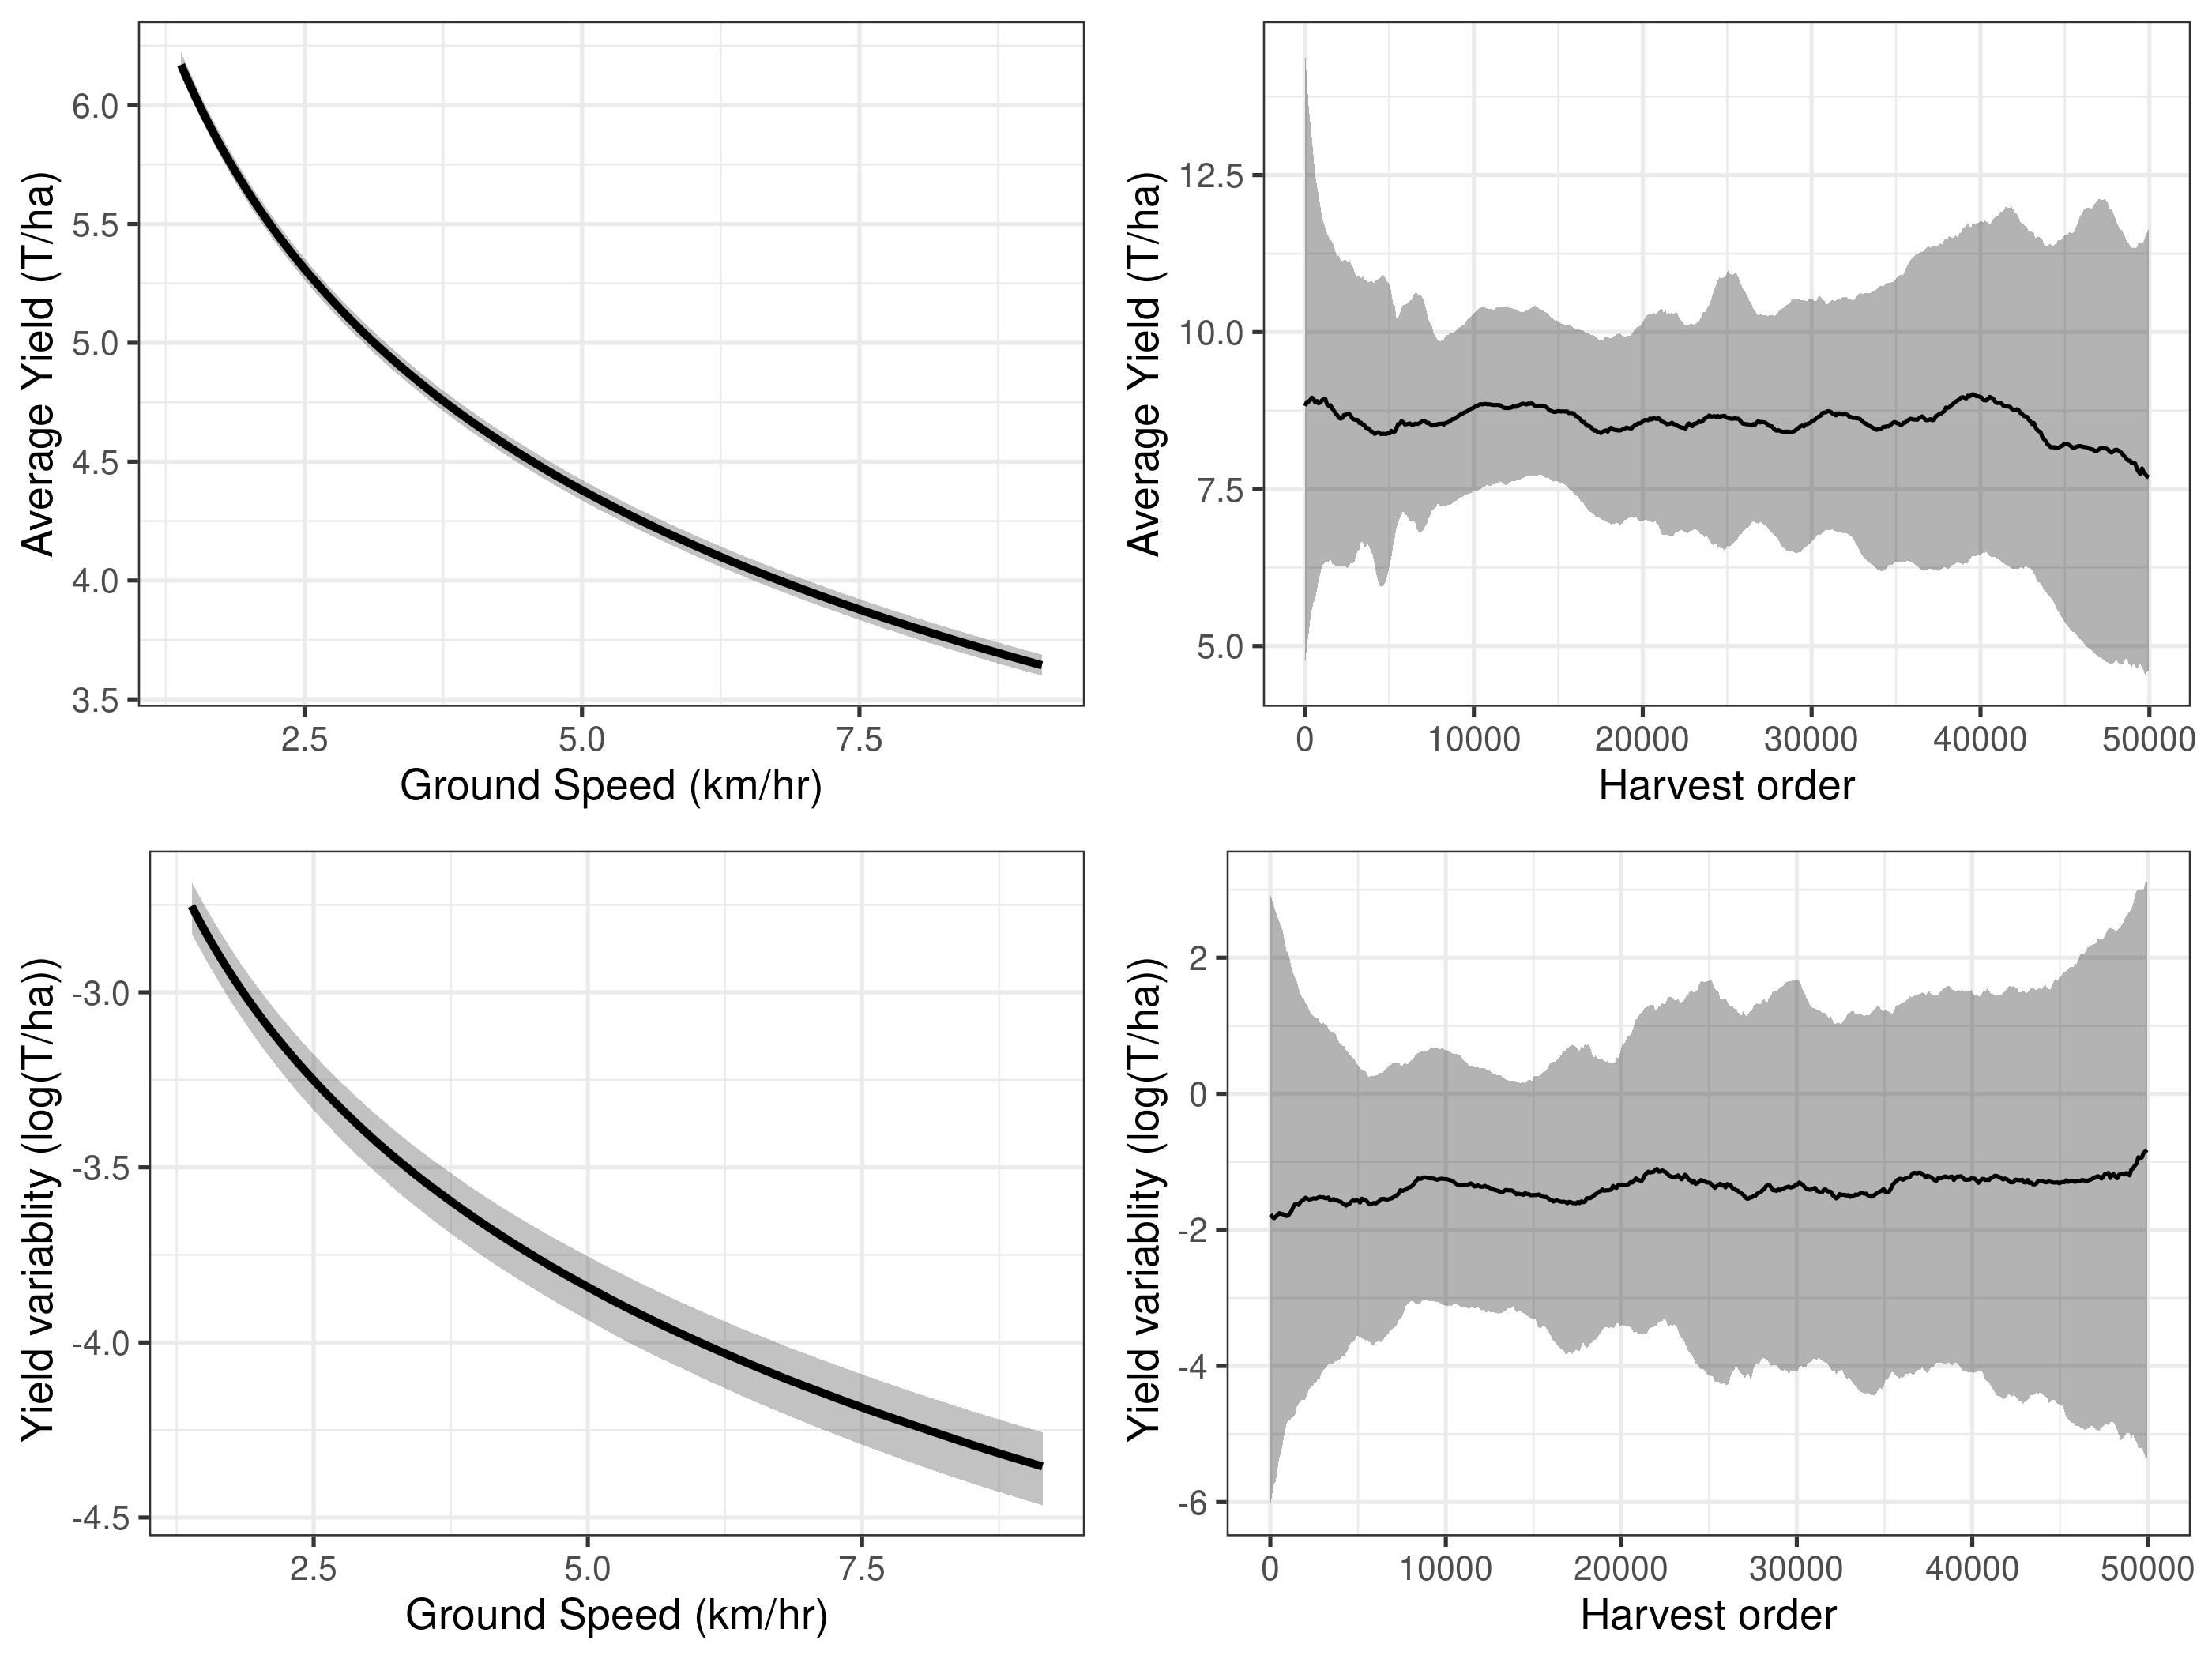 Average Yield (T/ha)
6.0
5.5
5.0
4.5
4.0
3.5
2.5 5.0 7.5
Ground Speed (km/hr)
Average Yield (T/ha)
12.5
10.0
7.5
5.0
0 10000 20000 30000 40000 50000
Harvest order
Yield variablity (log(T/ha))
-3.0
-3.5
-4.0
-4.5
2.5 5.0 7.5
Ground Speed (km/hr)
Yield variablity (log(T/ha))
2
0
-2
-4
-6
0 10000 20000 30000 40000 50000
Harvest order